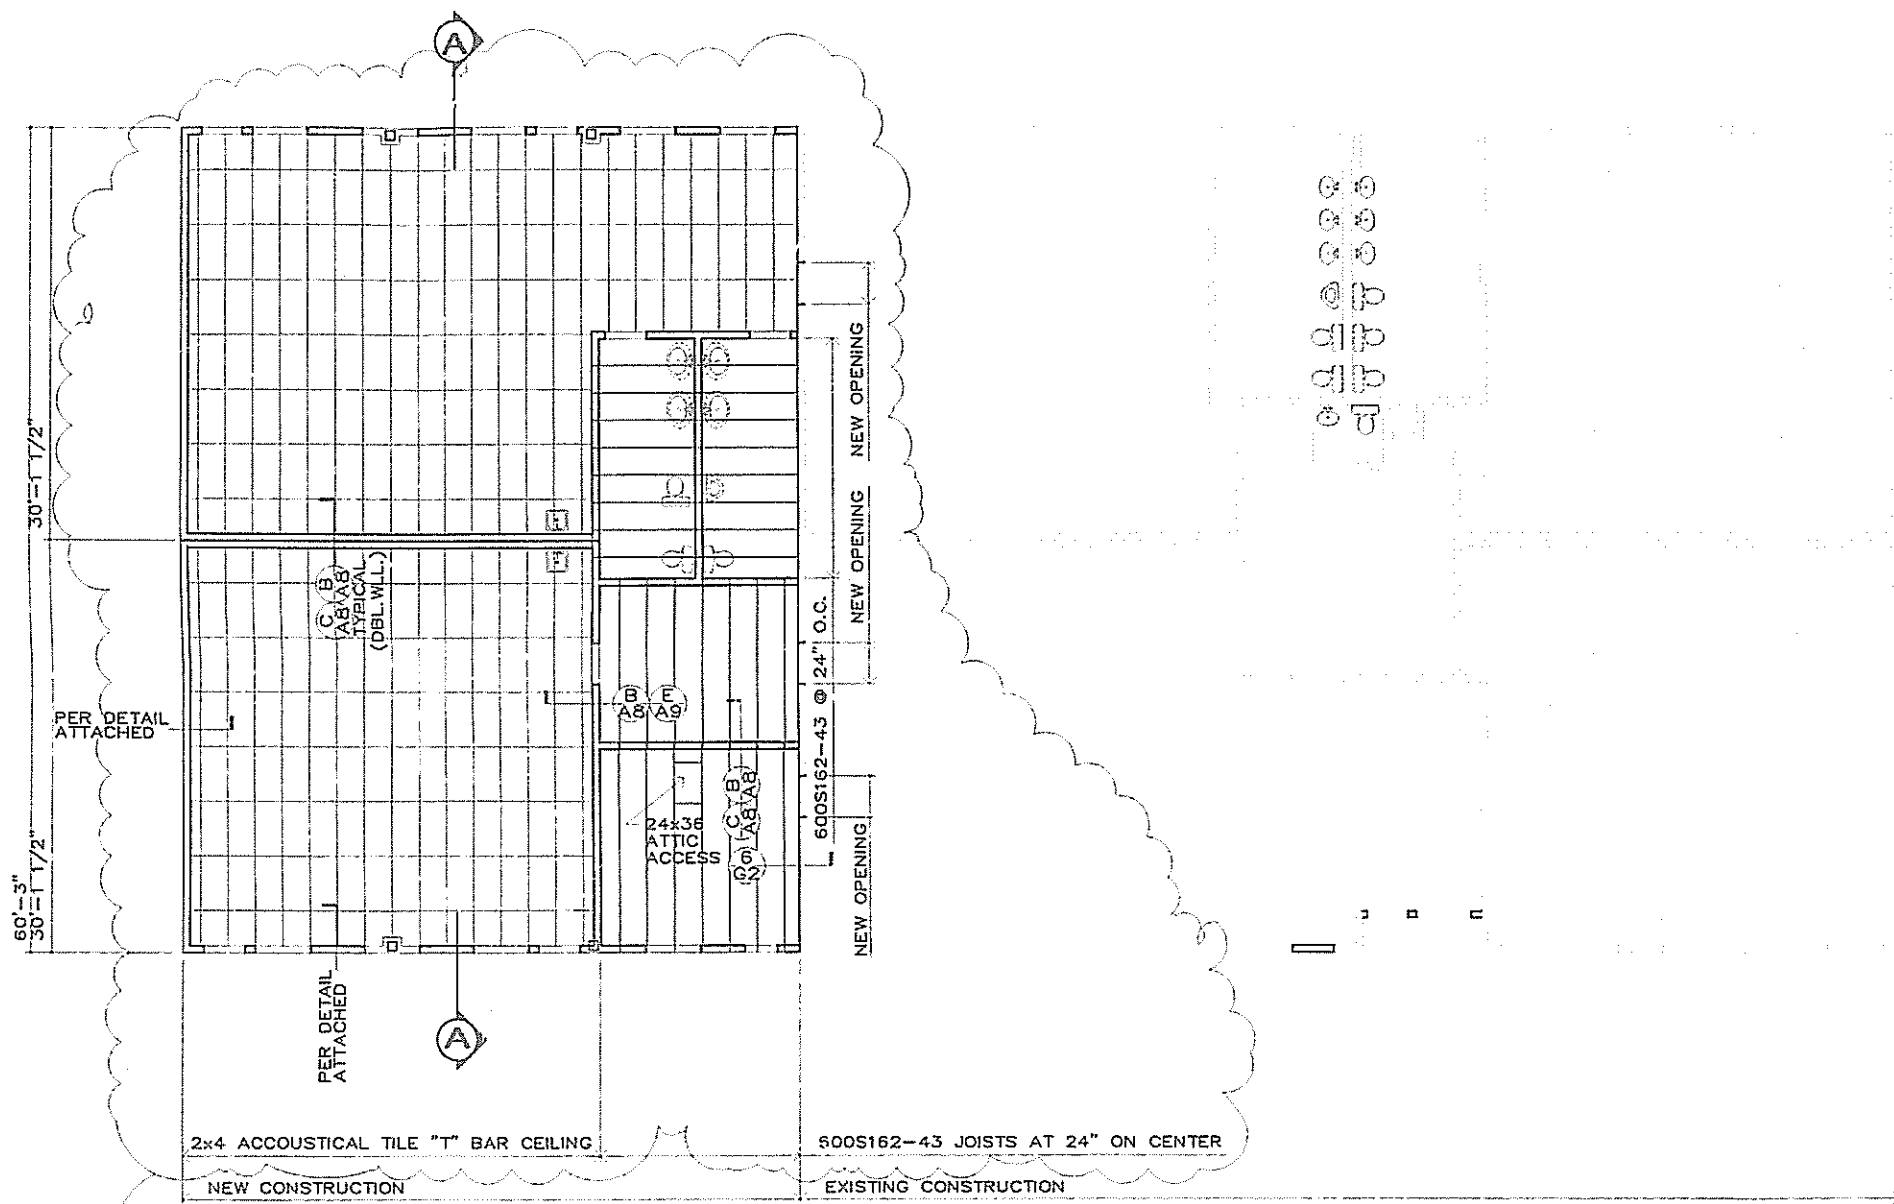 A
NEW OPENING
NEW OPENING
NEW OPENING
30'-1 1/2"
30'-1 1/2"
60'-3"
B
A8
C
A8
TYPICAL
(DBL.WLL.)
PER DETAIL
ATTACHED
B
A8
E
A9
600S162-43 @ 24" O.C.
24x36
ATTIC
ACCESS
B
A8
C
A8
6
G2
NEW OPENING
PER DETAIL
ATTACHED
A
2x4 ACCOUSTICAL TILE "T" BAR CEILING
600S162-43 JOISTS AT 24" ON CENTER
NEW CONSTRUCTION
EXISTING CONSTRUCTION